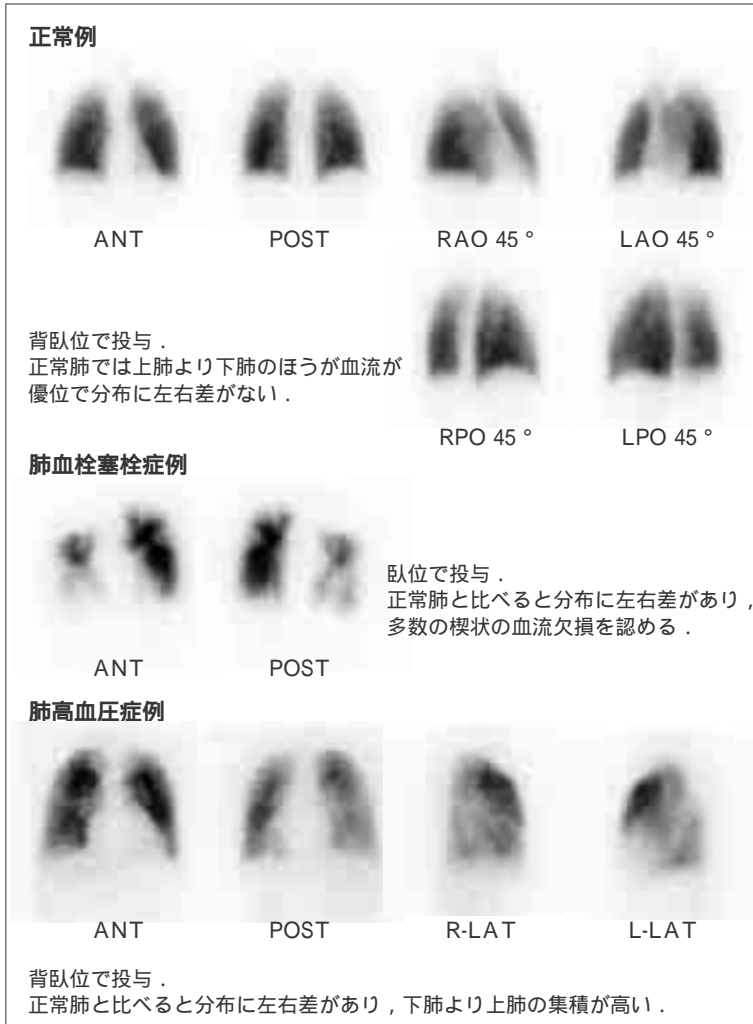 正常例
ANT
POST
RAO 45 °
LAO 45 °
背臥位で投与．
正常肺では上肺より下肺のほうが血流が
優位で分布に左右差がない．
RPO 45 °
LPO 45 °
肺血栓塞栓症例
臥位で投与．
正常肺と比べると分布に左右差があり，
多数の楔状の血流欠損を認める．
ANT
POST
肺高血圧症例
ANT
POST
R-LAT
L-LAT
背臥位で投与．
正常肺と比べると分布に左右差があり，下肺より上肺の集積が高い．